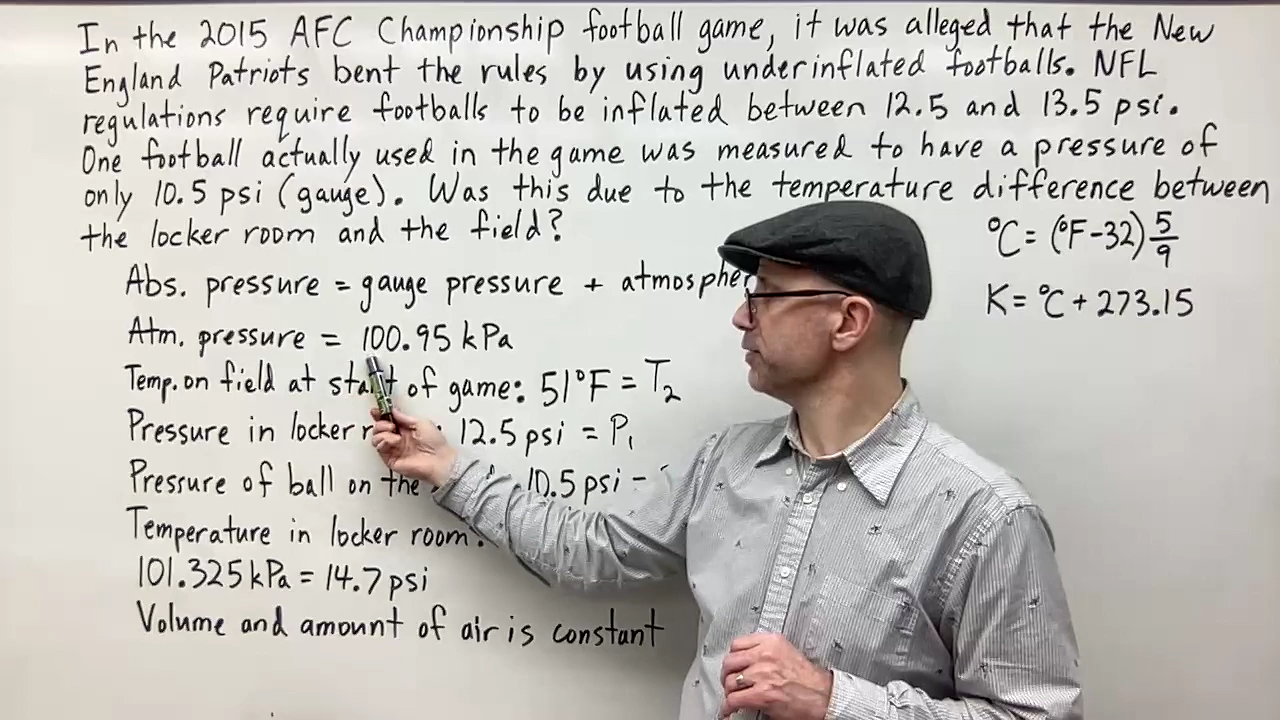 In the 2015 AFC Championship football game, it was alleged that the New
England Patriots bent the rules by using underinflated footballs. NFL
regulations require footballs to be inflated between 12.5 and 13.5 psi.
One football actually used in the game was measured to have a pressure of
only 10.5 psi (gauge). Was this due to the temperature difference between
the locker room and the field?
°C = (°F-32) 5/9
K = °C + 273.15
Abs. pressure = gauge pressure +
Atm. pressure = 100.95 kPa
Temp. on field at start of game: 51°F = T₂
Pressure in locker 12.5 psi = P₁
Pressure of ball on the 10.5 psi
Temperature in locker room:
101.325 kPa = 14.7 psi
Volume and amount of air is constant